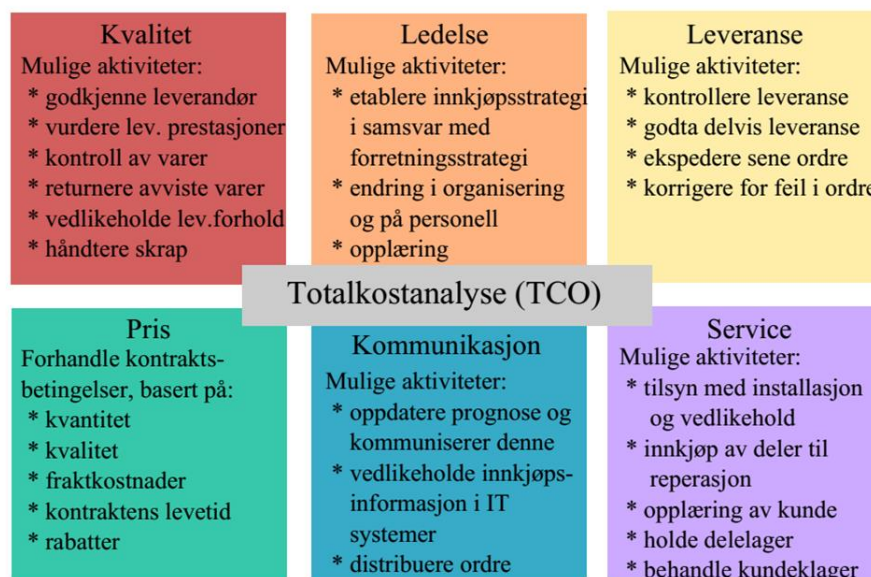 Kvalitet
Mulige aktiviteter:
* godkjenne leverandør
* vurdere lev. prestasjoner
* kontroll av varer
* returnere avviste varer
* vedlikeholde lev.forhold
* håndtere skrap
Ledelse
Mulige aktiviteter:
* etablere innkjøpsstrategi
i samsvar med
forretningsstrategi
* endring i organisering
og på personell
* opplæring
Leveranse
Mulige aktiviteter:
* kontrollere leveranse
* godta delvis leveranse
* ekspedere sene ordre
* korrigere for feil i ordre
Totalkostanalyse (TCO)
Pris
Forhandle kontrakts-
betingelser, basert på:
* kvantitet
* kvalitet
* fraktkostnader
* kontraktens levetid
* rabatter
Kommunikasjon
Mulige aktiviteter:
* oppdatere prognose og
kommuniserer denne
* vedlikeholde innkjøps-
informasjon i IT
systemer
* distribuere ordre
Service
Mulige aktiviteter:
* tilsyn med installasjon
og vedlikehold
* innkjøp av deler til
reperasjon
* opplæring av kunde
* holde delelager
* behandle kundeklager